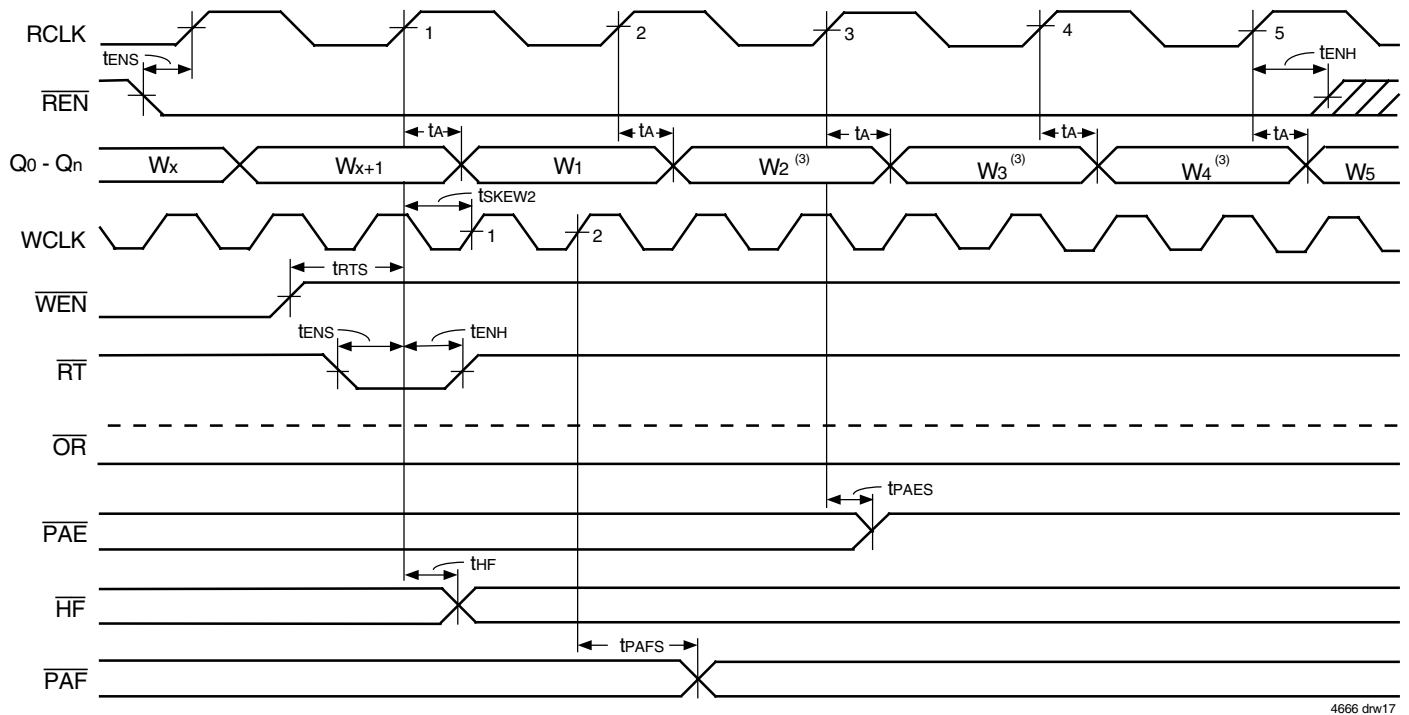 RCLK 1 2 3 4 5
tENS tENH
REN
tA tA tA tA tA
Q0 - Qn Wx Wx+1 W1 W2 (3) W3 (3) W4 (3) W5
tSKEW2
WCLK 1 2
tRTS
WEN
tENS tENH
RT
OR
tPAES
PAE
tHF
HF
tPAFS
PAF
4666 drw17